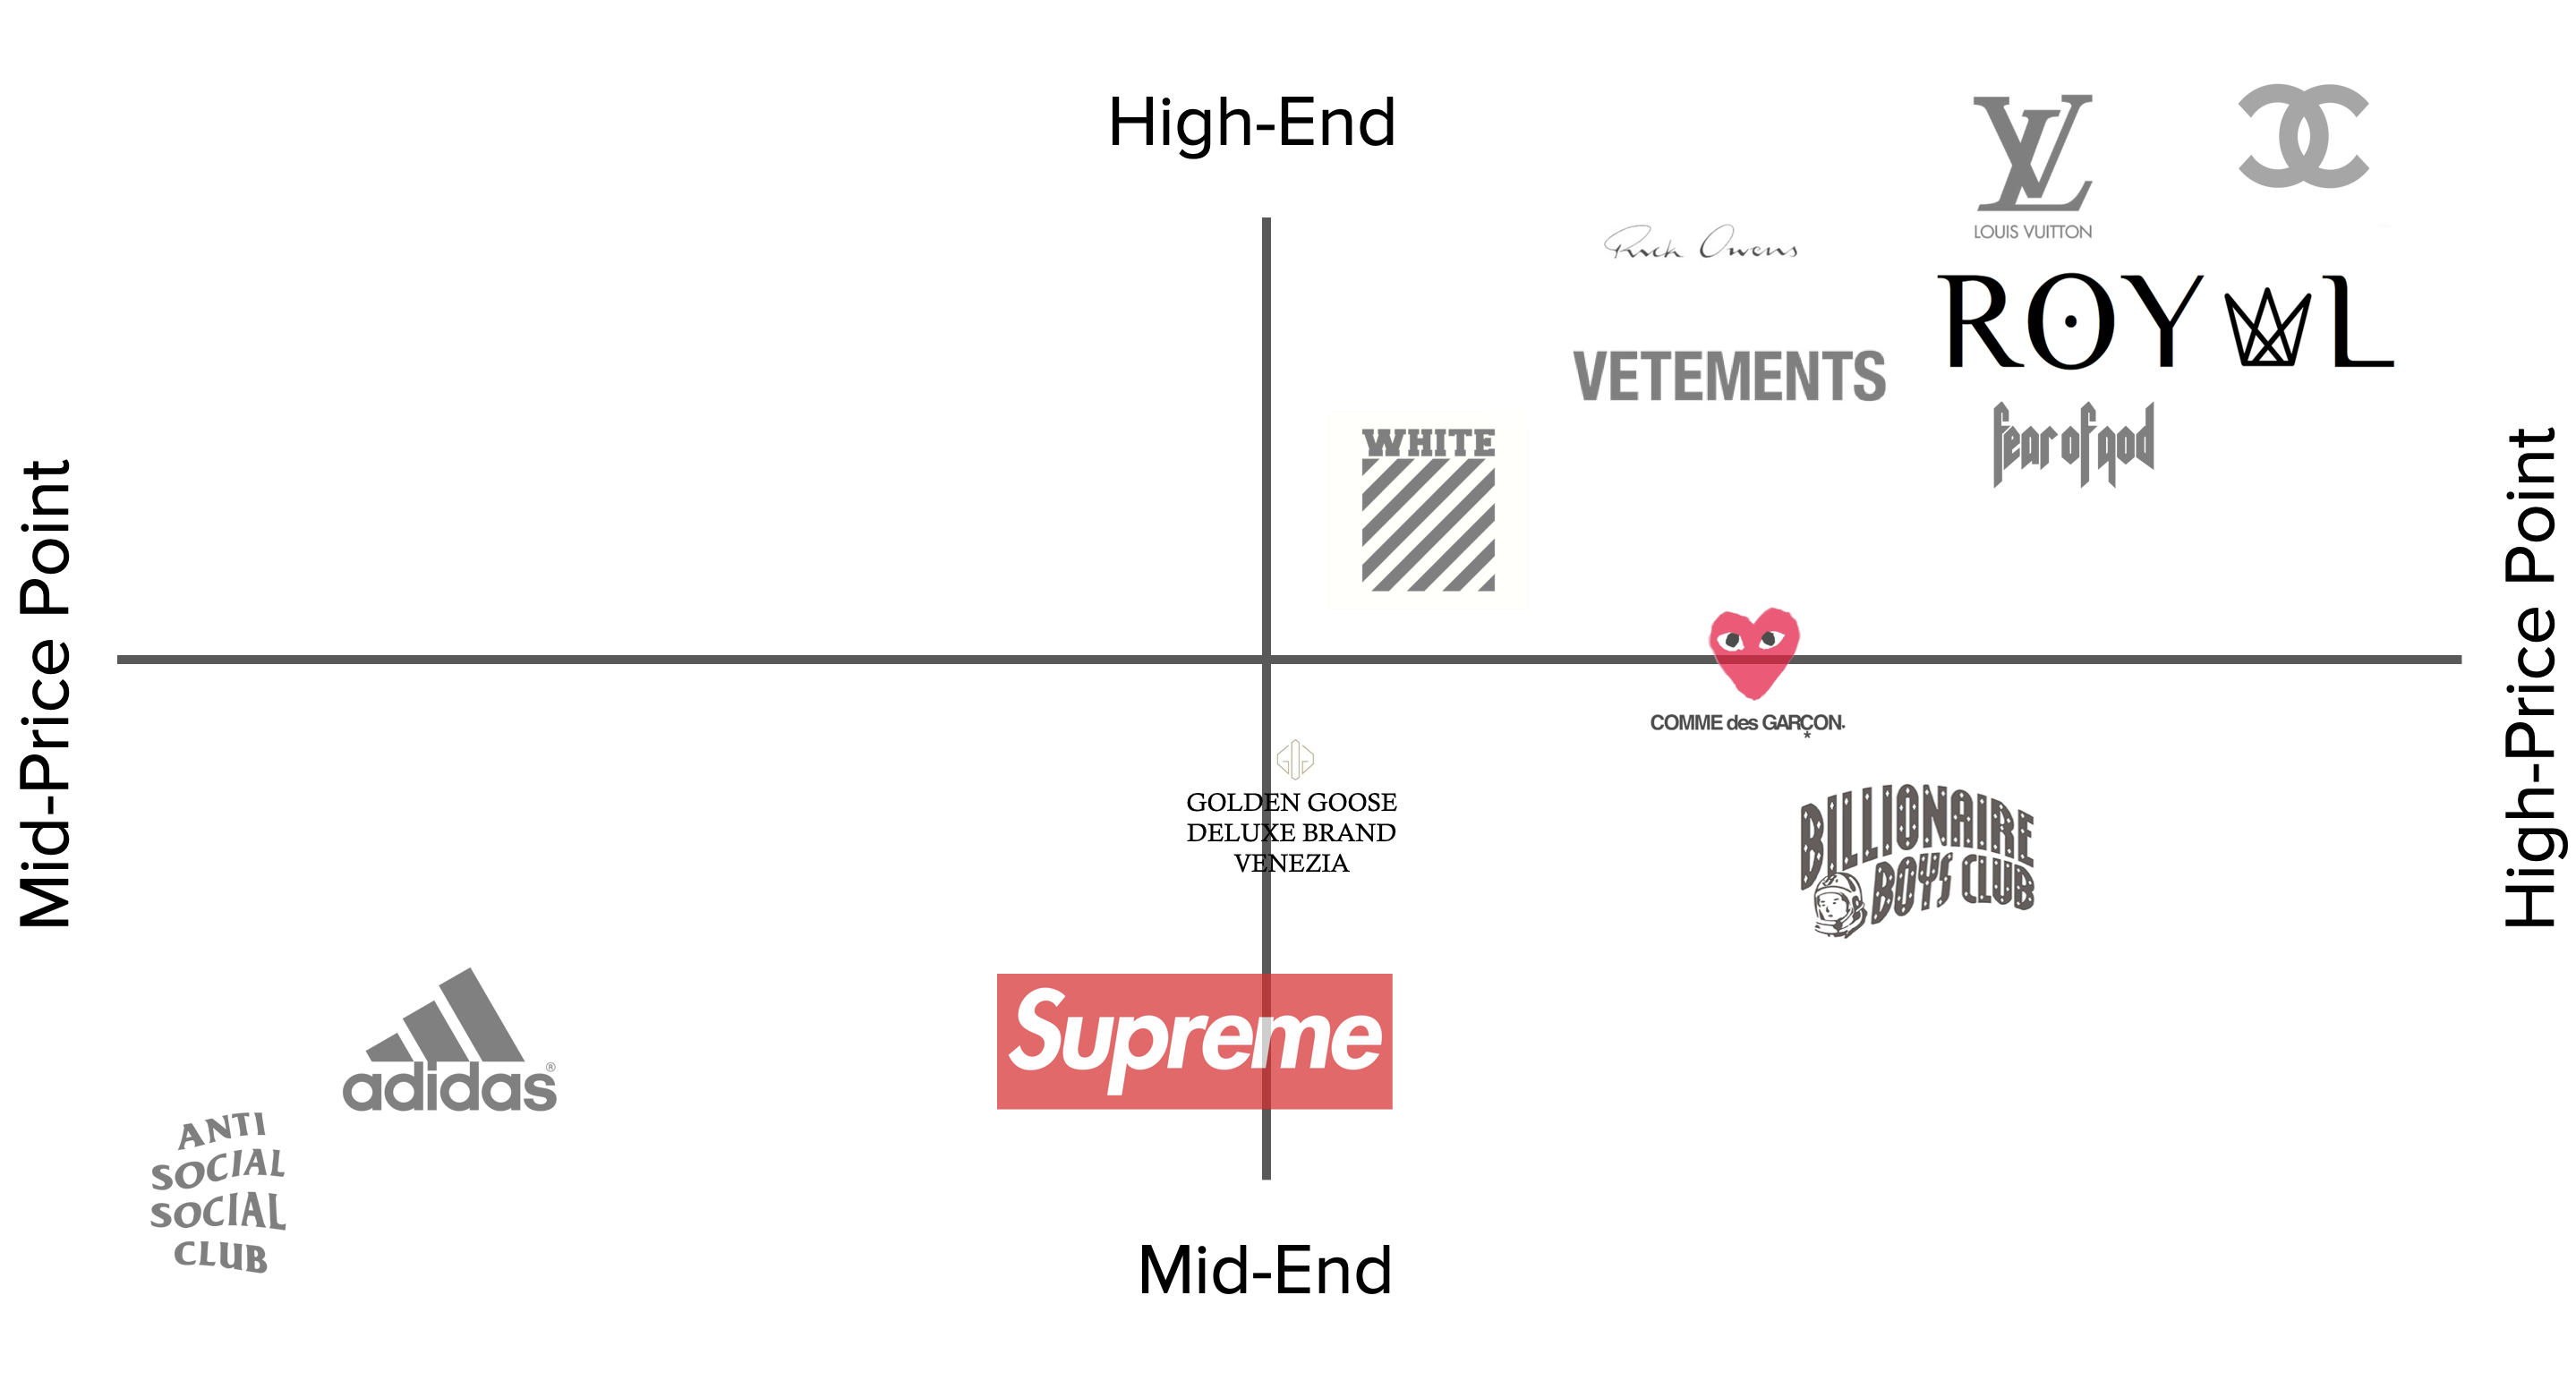 High-End
LOUIS VUITTON
Rick Owens
ROYAL
VETEMENTS
fear of god
WHITE
Mid-Price Point
High-Price Point
COMME des GARÇON.
*
GOLDEN GOOSE
DELUXE BRAND
VENEZIA
BILLIONAIRE
BOYS CLUB
Supreme
adidas®
ANTI
SOCIAL
SOCIAL
CLUB
Mid-End